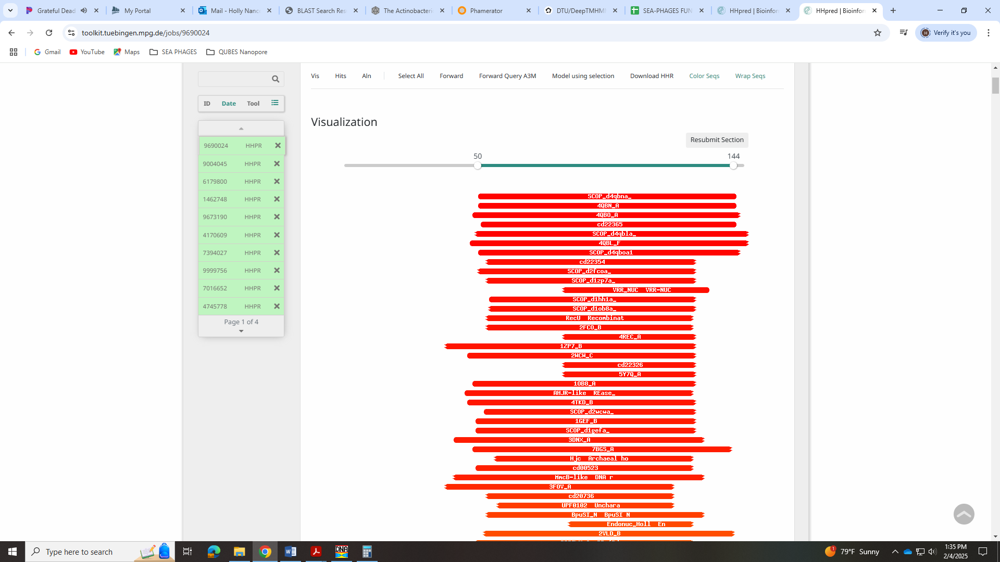 Grateful Dead
My Portal
Mail - Holly Nanc
BLAST Search Res
The Actinobacteri
Phamerator
DTU/DeepTMHM
SEA-PHAGES FUN
HHpred | Bioinfor
HHpred | Bioinfor
toolkit.tuebingen.mpg.de/jobs/9690024
Verify it's you
Gmail
YouTube
Maps
SEA PHAGES
QUBES Nanopore
Vis Hits Aln Select All Forward Forward Query A3M Model using selection Download HHR Color Seqs Wrap Seqs
ID Date Tool
9690024 HHPR
9004045 HHPR
6179800 HHPR
1462748 HHPR
9673190 HHPR
4170609 HHPR
7394027 HHPR
9999756 HHPR
7016652 HHPR
4745778 HHPR
Page 1 of 4
Visualization
Resubmit Section
50 144
SCOP_d4qbna_
4QBN_A
4QBO_A
cd22365
SCOP_d4qbla_
4QBL_F
SCOP_d4qboa1
cd22354
SCOP_d2fcoa_
SCOP_d1zp7a_
VRR_NUC VRR-NUC
SCOP_d1hh1a_
SCOP_d1ob8a_
RecU Recombinat
2FCO_B
4REC_A
1ZP7_B
2WCW_C
cd22326
5Y7Q_A
1OB8_A
AHJR-like REase_
4TKD_B
SCOP_d2wcwa_
1GEF_B
SCOP_d1gefa_
3DNX_A
7BGS_A
Hjc Archaeal ho
cd00523
MmcB-like DNA r
3FOV_A
cd20736
UPF0102 Unchara
BpuSI_N BpuSI N
Endonuc_Holl En
2VLD_B
Type here to search
DNA
1
79°F Sunny
1:35 PM
2/4/2025